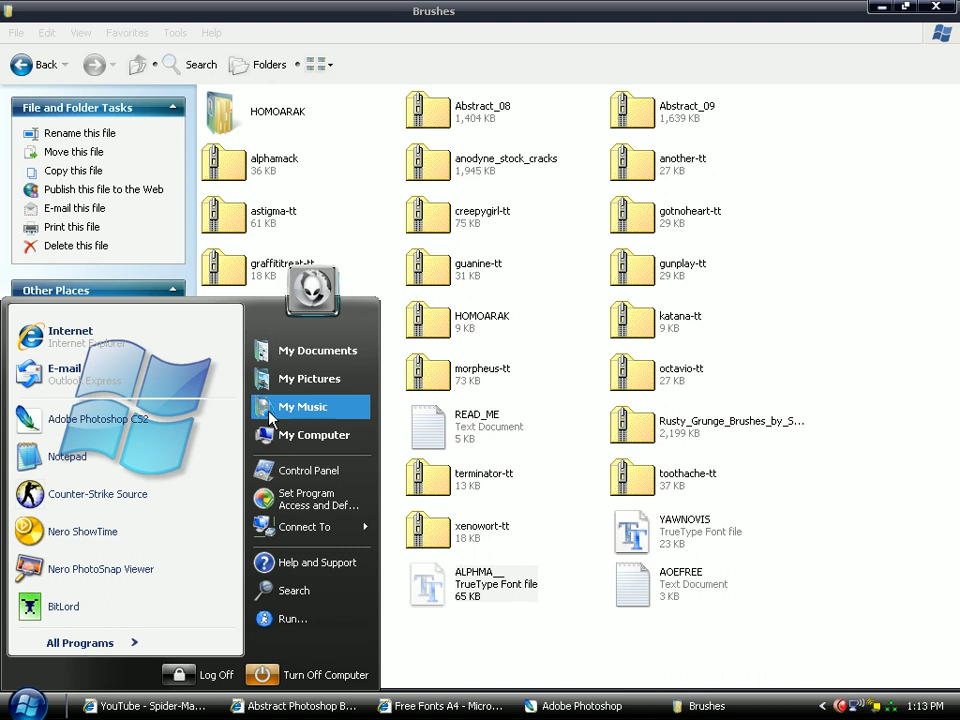 Brushes
File Edit View Favorites Tools Help
Back Search Folders
File and Folder Tasks
Rename this file
Move this file
Copy this file
Publish this file to the Web
E-mail this file
Print this file
Delete this file
Other Places
HOMOARAK
Abstract_08
1,404 KB
Abstract_09
1,639 KB
alphamack
36 KB
anodyne_stock_cracks
1,945 KB
another-tt
27 KB
astigma-tt
61 KB
creepygirl-tt
75 KB
gotnoheart-tt
29 KB
graffititreat-tt
18 KB
guanine-tt
31 KB
gunplay-tt
29 KB
HOMOARAK
9 KB
katana-tt
9 KB
morpheus-tt
73 KB
octavio-tt
27 KB
READ_ME
Text Document
5 KB
Rusty_Grunge_Brushes_by_S...
2,199 KB
terminator-tt
13 KB
toothache-tt
37 KB
xenowort-tt
18 KB
YAWNOVIS
TrueType Font file
23 KB
ALPHMA__
TrueType Font file
65 KB
AOEFREE
Text Document
3 KB
Internet
Internet Explorer
E-mail
Outlook Express
Adobe Photoshop CS2
Notepad
Counter-Strike Source
Nero ShowTime
Nero PhotoSnap Viewer
BitLord
All Programs
My Documents
My Pictures
My Music
My Computer
Control Panel
Set Program
Access and Def...
Connect To
Help and Support
Search
Run...
Log Off Turn Off Computer
YouTube - Spider-Ma... Abstract Photoshop B... Free Fonts A4 - Micro... Adobe Photoshop Brushes 1:13 PM